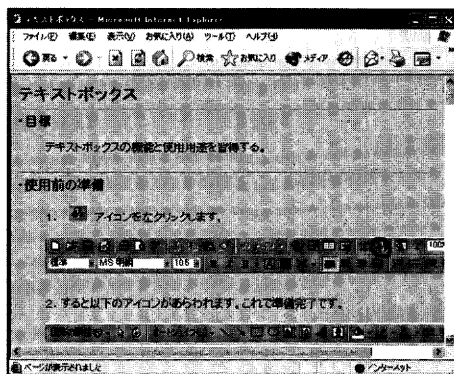 テキストボックス - Microsoft Internet Explorer
ファイル(F) 編集(E) 表示(V) お気に入り(A) ツール(T) ヘルプ(H)
戻る 検索 お気に入り メディア
テキストボックス
・目標
テキストボックスの機能と使用用途を習得する。
・使用前の準備
1. アイコンを左クリックします。
標準 MS 明朝 10.5
2. すると以下のアイコンがあらわれます。これで準備完了です。
ページが表示されました インターネット